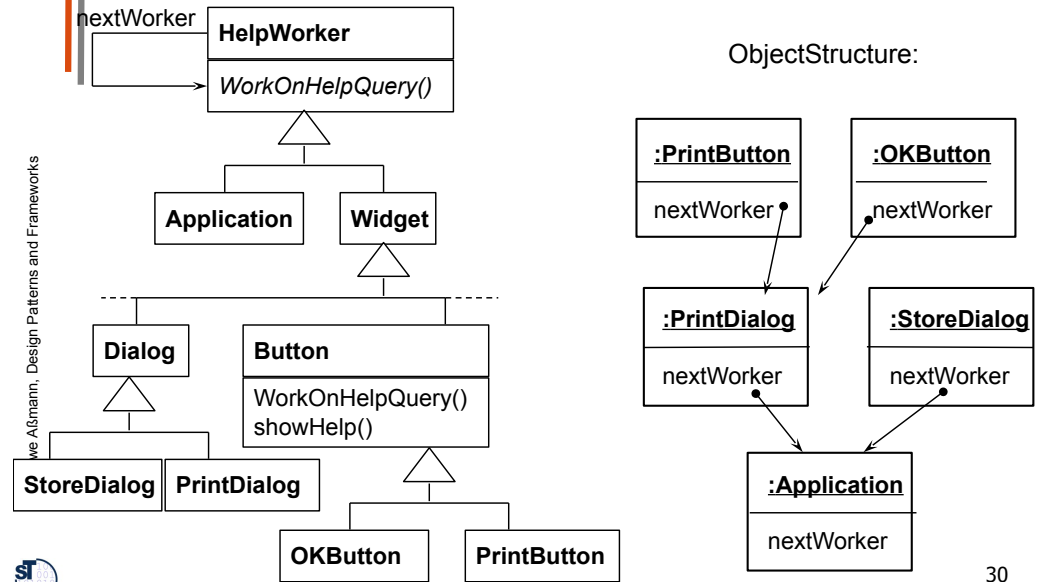 nextWorker
HelpWorker
WorkOnHelpQuery()
Application
Widget
Dialog
Button
WorkOnHelpQuery()
showHelp()
StoreDialog
PrintDialog
OKButton
PrintButton
ObjectStructure:
:PrintButton
nextWorker
:OKButton
nextWorker
:PrintDialog
nextWorker
:StoreDialog
nextWorker
:Application
nextWorker
we Aßmann, Design Patterns and Frameworks
ST
30